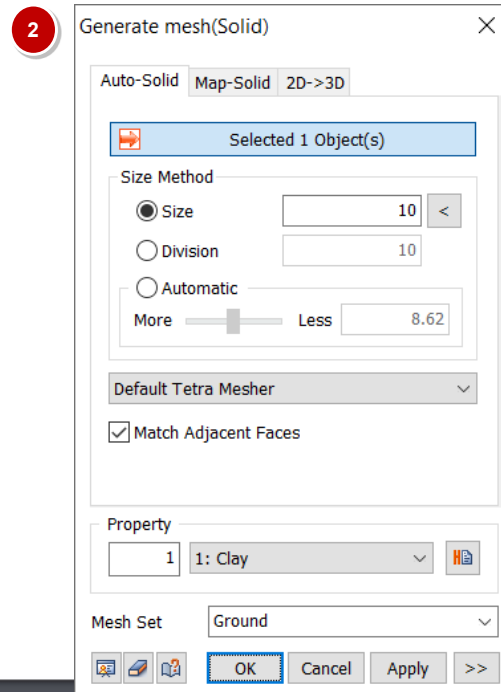 2
Generate mesh(Solid)
Auto-Solid Map-Solid 2D->3D
Selected 1 Object(s)
Size Method
Size 10 <
Division 10
Automatic
More Less 8.62
Default Tetra Mesher
Match Adjacent Faces
Property
1 1: Clay
Mesh Set Ground
OK Cancel Apply >>